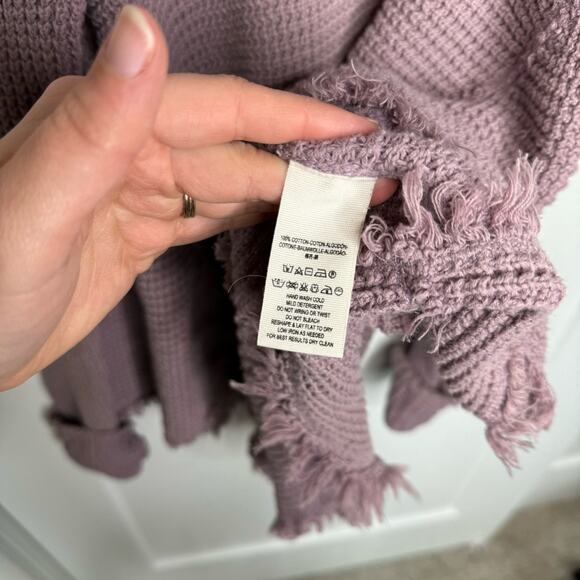 100% COTTON-COTON-ALGODÓN-
COTONE-BAUMWOLLE-ALGODÃO-
HAND WASH COLD
MILD DETERGENT
DO NOT WRING OR TWIST
DO NOT BLEACH
RESHAPE & LAY FLAT TO DRY
LOW IRON AS NEEDED
FOR BEST RESULTS DRY CLEAN